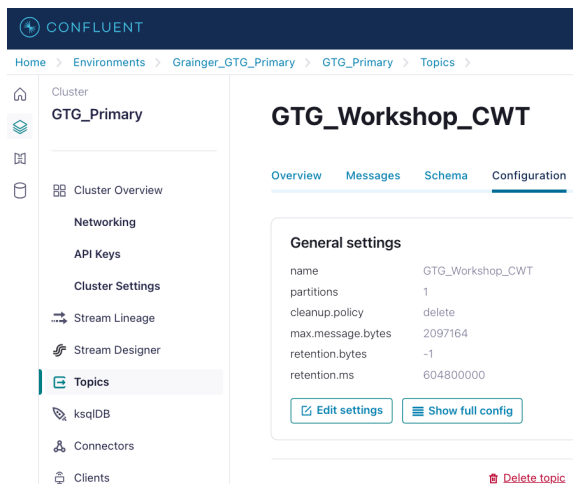 CONFLUENT
Home > Environments > Grainger_GTG_Primary > GTG_Primary > Topics >
Cluster
GTG_Primary
Cluster Overview
Networking
API Keys
Cluster Settings
Stream Lineage
Stream Designer
Topics
ksqlDB
Connectors
Clients
GTG_Workshop_CWT
Overview Messages Schema Configuration
General settings
name GTG_Workshop_CWT
partitions 1
cleanup.policy delete
max.message.bytes 2097164
retention.bytes -1
retention.ms 604800000
Edit settings Show full config
Delete topic